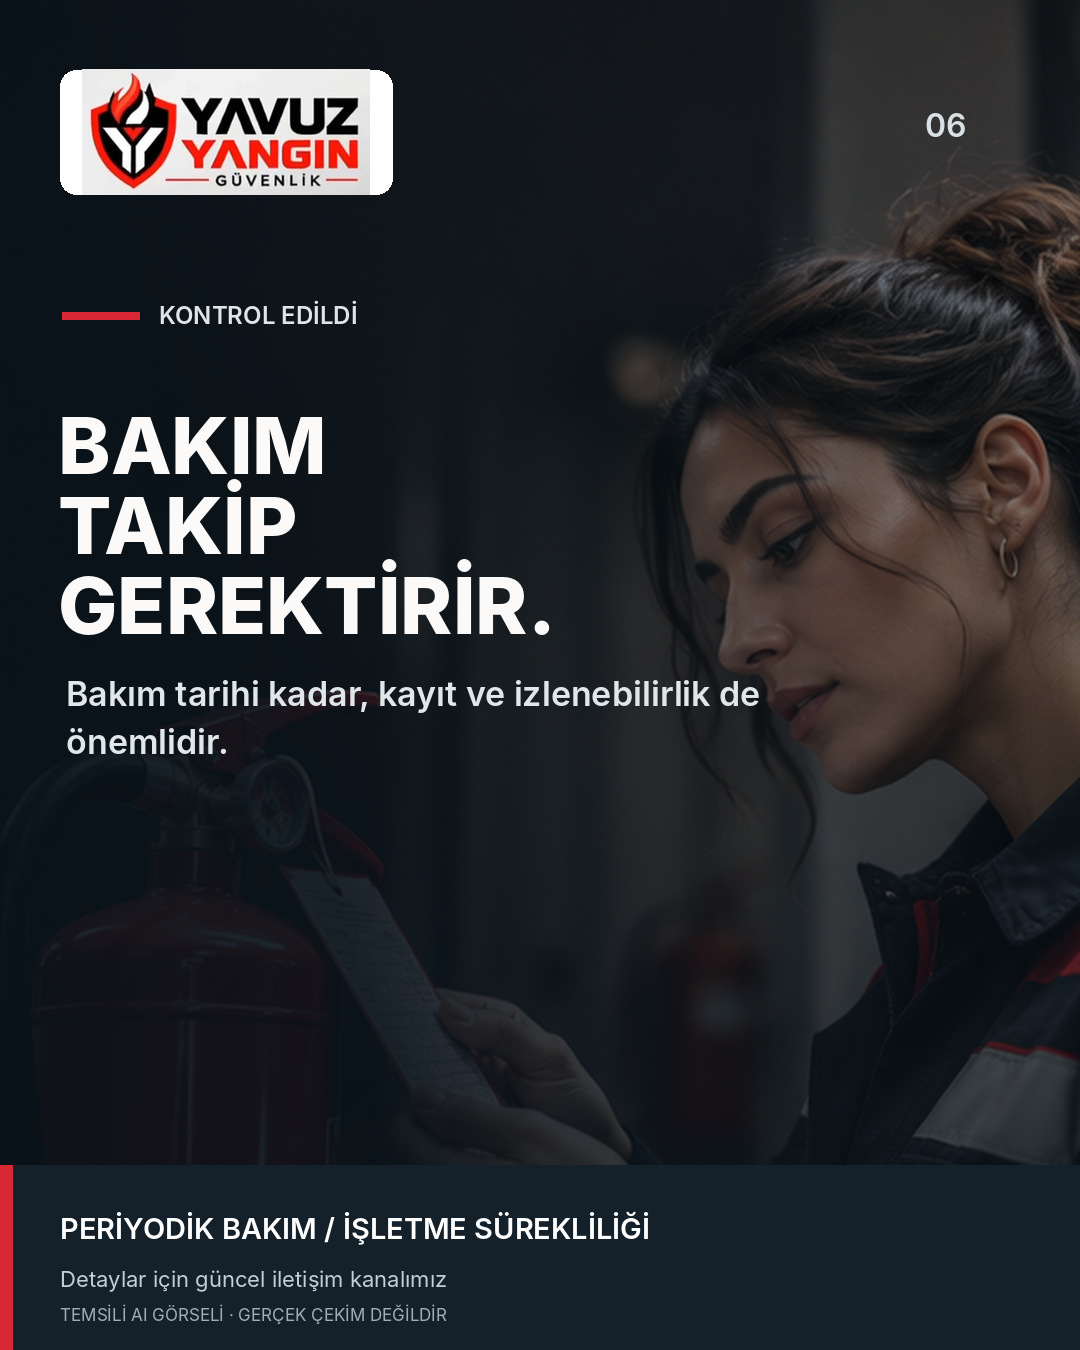 YAVUZ
YANGIN
GÜVENLİK
06
KONTROL EDİLDİ
BAKIM
TAKİP
GEREKTİRİR.
Bakım tarihi kadar, kayıt ve izlenebilirlik de
önemlidir.
PERİYODİK BAKIM / İŞLETME SÜREKLİLİĞİ
Detaylar için güncel iletişim kanalımız
TEMSİLİ AI GÖRSELİ · GERÇEK ÇEKİM DEĞİLDİR